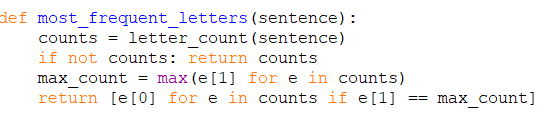 def most_frequent_letters(sentence):
    counts = letter_count(sentence)
    if not counts: return counts
    max_count = max(e[1] for e in counts)
    return [e[0] for e in counts if e[1] == max_count]